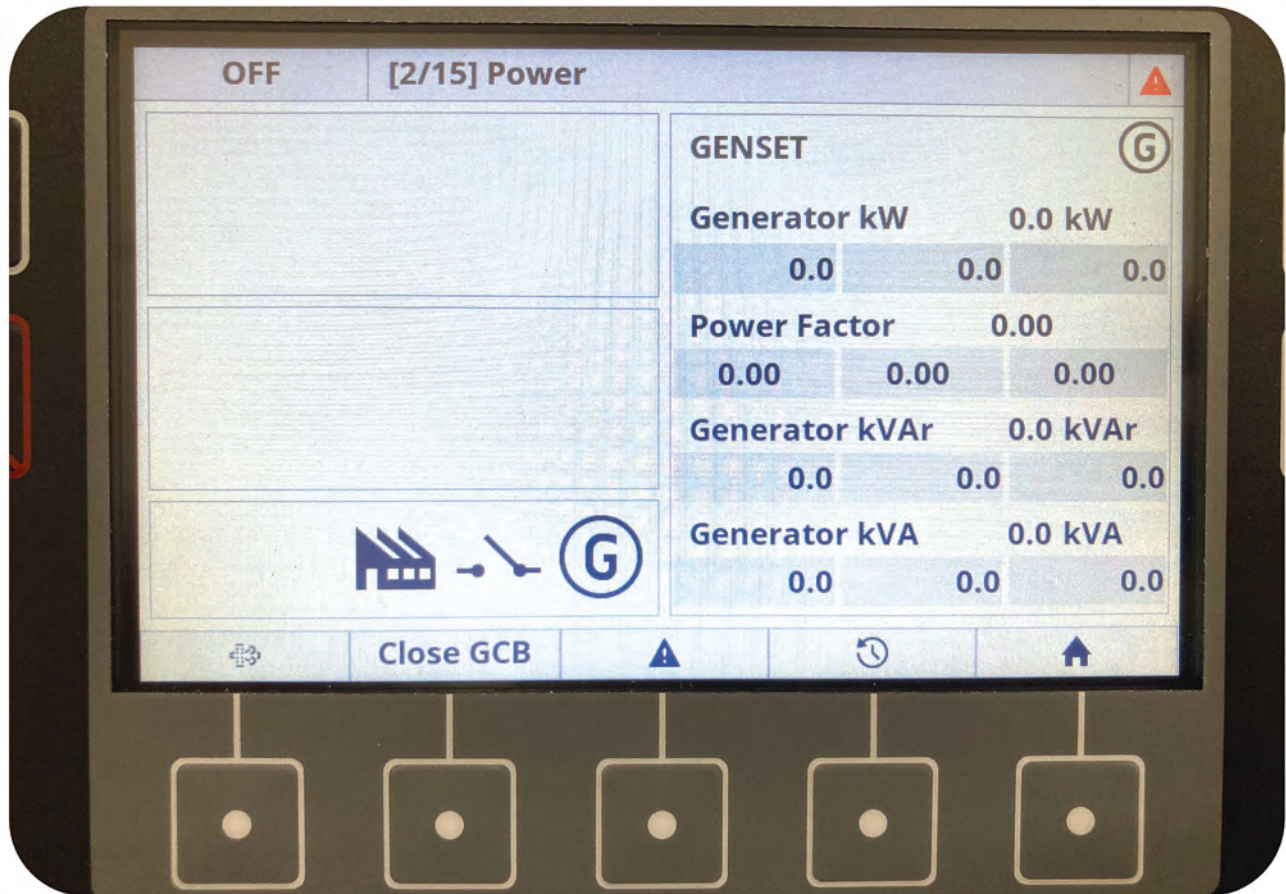 OFF [2/15] Power
GENSET G
Generator kW 0.0 kW
0.0 0.0 0.0
Power Factor 0.00
0.00 0.00 0.00
Generator kVAr 0.0 kVAr
0.0 0.0 0.0
Generator kVA 0.0 kVA
0.0 0.0 0.0
G
Close GCB